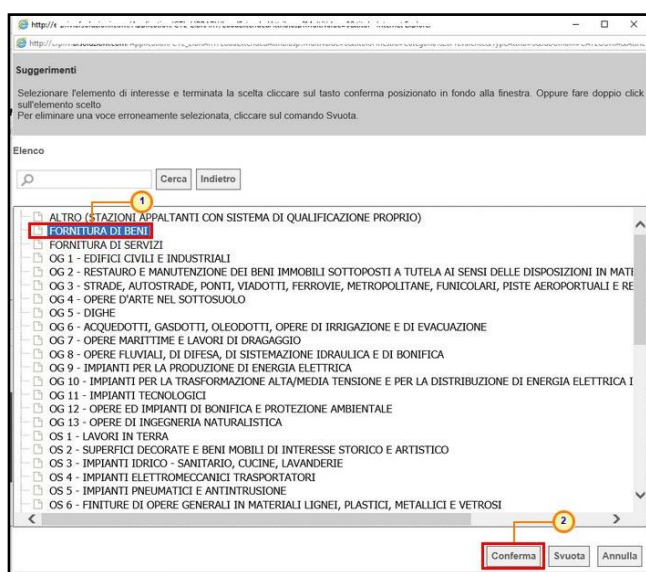 Suggerimenti
Selezionare l'elemento di interesse e terminata la scelta cliccare sul tasto conferma posizionato in fondo alla finestra. Oppure fare doppio click
sull'elemento scelto
Per eliminare una voce erroneamente selezionata, cliccare sul comando Svuota.
Elenco
Cerca Indietro
1
ALTRO (STAZIONI APPALTANTI CON SISTEMA DI QUALIFICAZIONE PROPRIO)
FORNITURA DI BENI
FORNITURA DI SERVIZI
OG 1 - EDIFICI CIVILI E INDUSTRIALI
OG 2 - RESTAURO E MANUTENZIONE DEI BENI IMMOBILI SOTTOPOSTI A TUTELA AI SENSI DELLE DISPOSIZIONI IN MATE
OG 3 - STRADE, AUTOSTRADE, PONTI, VIADOTTI, FERROVIE, METROPOLITANE, FUNICOLARI, PISTE AEROPORTUALI E RE
OG 4 - OPERE D'ARTE NEL SOTTOSUOLO
OG 5 - DIGHE
OG 6 - ACQUEDOTTI, GASDOTTI, OLEODOTTI, OPERE DI IRRIGAZIONE E DI EVACUAZIONE
OG 7 - OPERE MARITTIME E LAVORI DI DRAGAGGIO
OG 8 - OPERE FLUVIALI, DI DIFESA, DI SISTEMAZIONE IDRAULICA E DI BONIFICA
OG 9 - IMPIANTI PER LA PRODUZIONE DI ENERGIA ELETTRICA
OG 10 - IMPIANTI PER LA TRASFORMAZIONE ALTA/MEDIA TENSIONE E PER LA DISTRIBUZIONE DI ENERGIA ELETTRICA I
OG 11 - IMPIANTI TECNOLOGICI
OG 12 - OPERE ED IMPIANTI DI BONIFICA E PROTEZIONE AMBIENTALE
OG 13 - OPERE DI INGEGNERIA NATURALISTICA
OS 1 - LAVORI IN TERRA
OS 2 - SUPERFICI DECORATE E BENI MOBILI DI INTERESSE STORICO E ARTISTICO
OS 3 - IMPIANTI IDRICO - SANITARIO, CUCINE, LAVANDERIE
OS 4 - IMPIANTI ELETTROMECCANICI TRASPORTATORI
OS 5 - IMPIANTI PNEUMATICI E ANTINTRUSIONE
OS 6 - FINITURE DI OPERE GENERALI IN MATERIALI LIGNEI, PLASTICI, METALLICI E VETROSI
2
Conferma Svuota Annulla